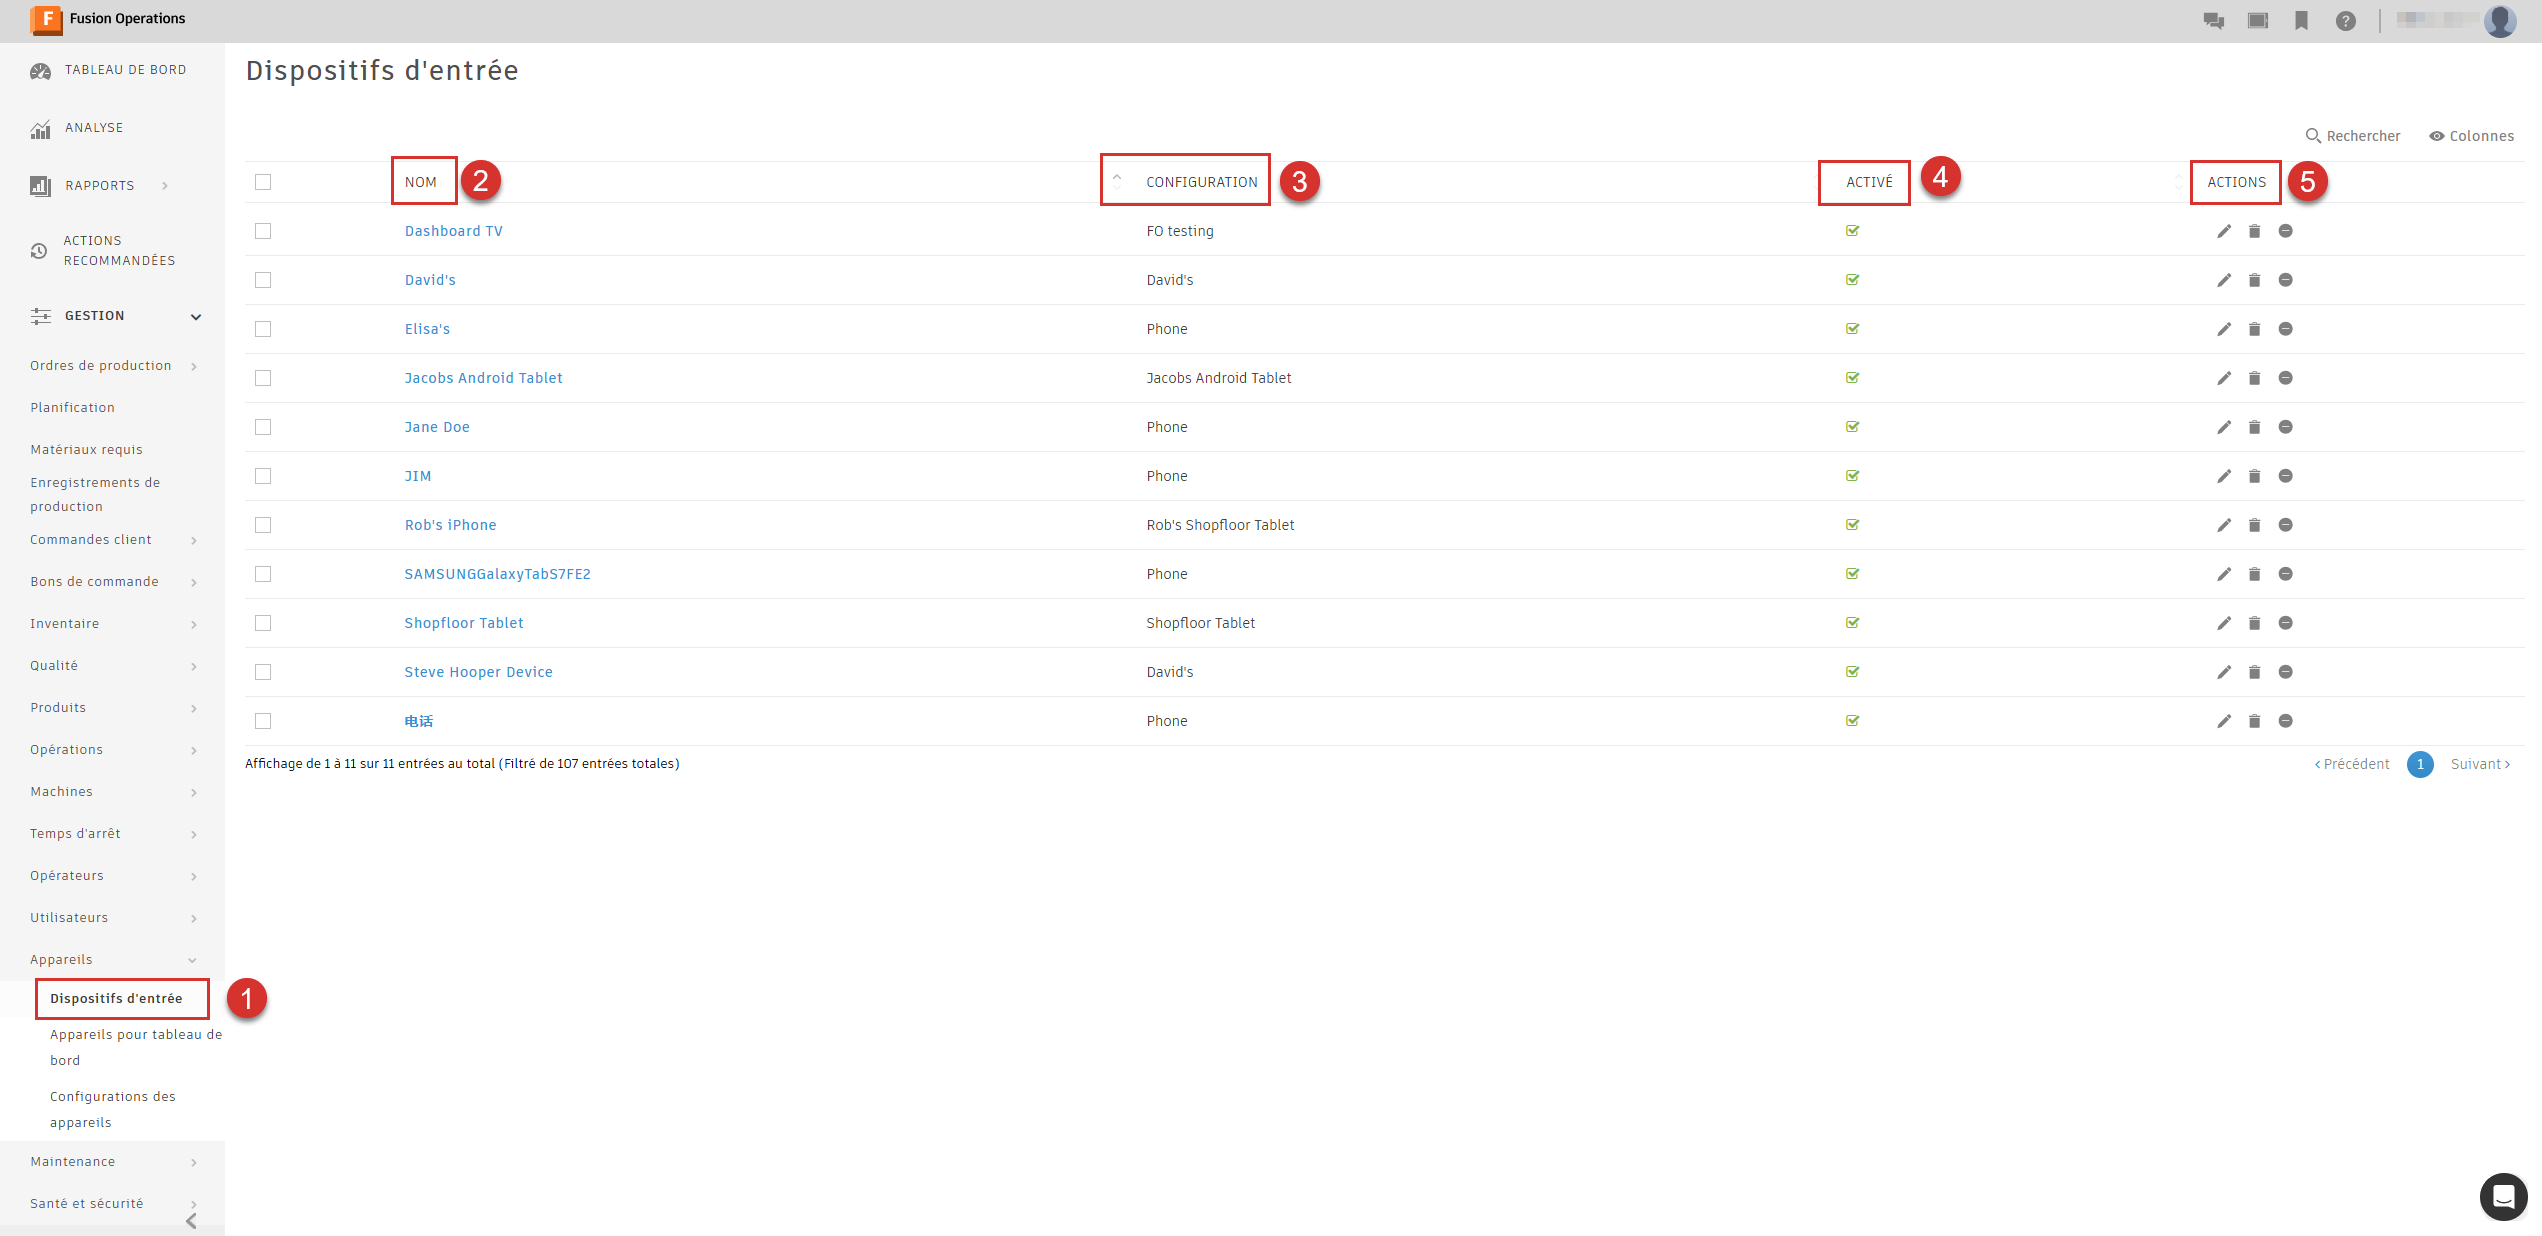 F Fusion Operations
?
TABLEAU DE BORD
ANALYSE
RAPPORTS
ACTIONS
RECOMMANDÉES
GESTION
Ordres de production
Planification
Matériaux requis
Enregistrements de
production
Commandes client
Bons de commande
Inventaire
Qualité
Produits
Opérations
Machines
Temps d'arrêt
Opérateurs
Utilisateurs
Appareils
Dispositifs d'entrée 1
Appareils pour tableau de
bord
Configurations des
appareils
Maintenance
Santé et sécurité
Dispositifs d'entrée
Rechercher Colonnes
NOM 2 CONFIGURATION 3 ACTIVÉ 4 ACTIONS 5
Dashboard TV FO testing
David's David's
Elisa's Phone
Jacobs Android Tablet Jacobs Android Tablet
Jane Doe Phone
JIM Phone
Rob's iPhone Rob's Shopfloor Tablet
SAMSUNGGalaxyTabS7FE2 Phone
Shopfloor Tablet Shopfloor Tablet
Steve Hooper Device David's
电话 Phone
Affichage de 1 à 11 sur 11 entrées au total (Filtré de 107 entrées totales)
‹ Précédent 1 Suivant ›